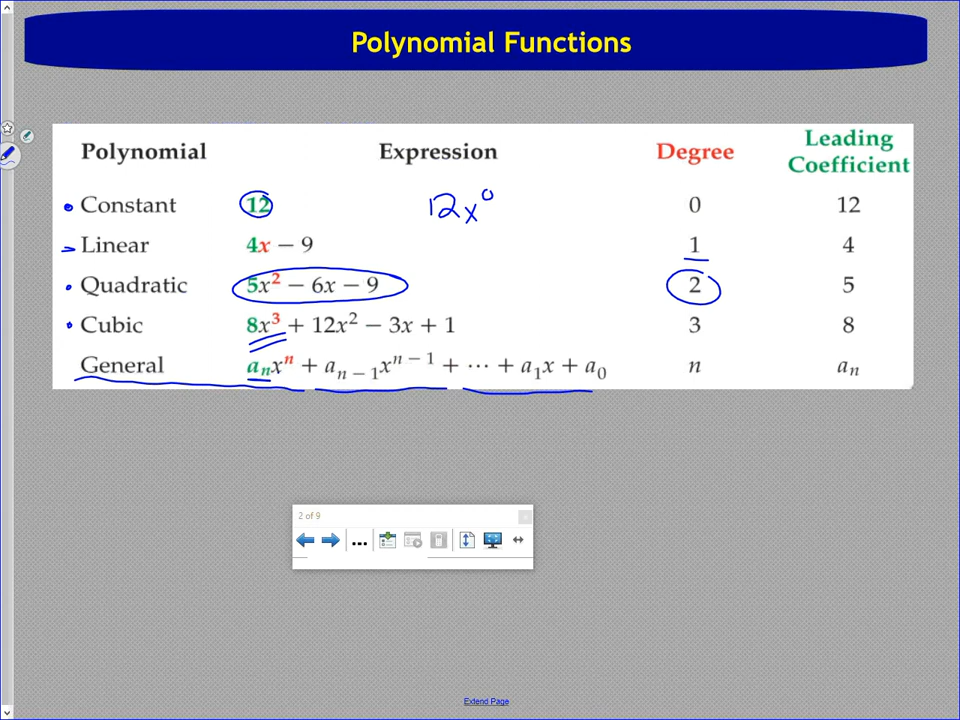 Polynomial Functions
Polynomial Expression Degree Leading Coefficient
Constant 12 12x⁰ 0 12
Linear 4x − 9 1 4
Quadratic 5x² − 6x − 9 2 5
Cubic 8x³ + 12x² − 3x + 1 3 8
General aₙxⁿ + aₙ₋₁xⁿ⁻¹ + ⋯ + a₁x + a₀ n aₙ
2 of 9
...
Extend Page